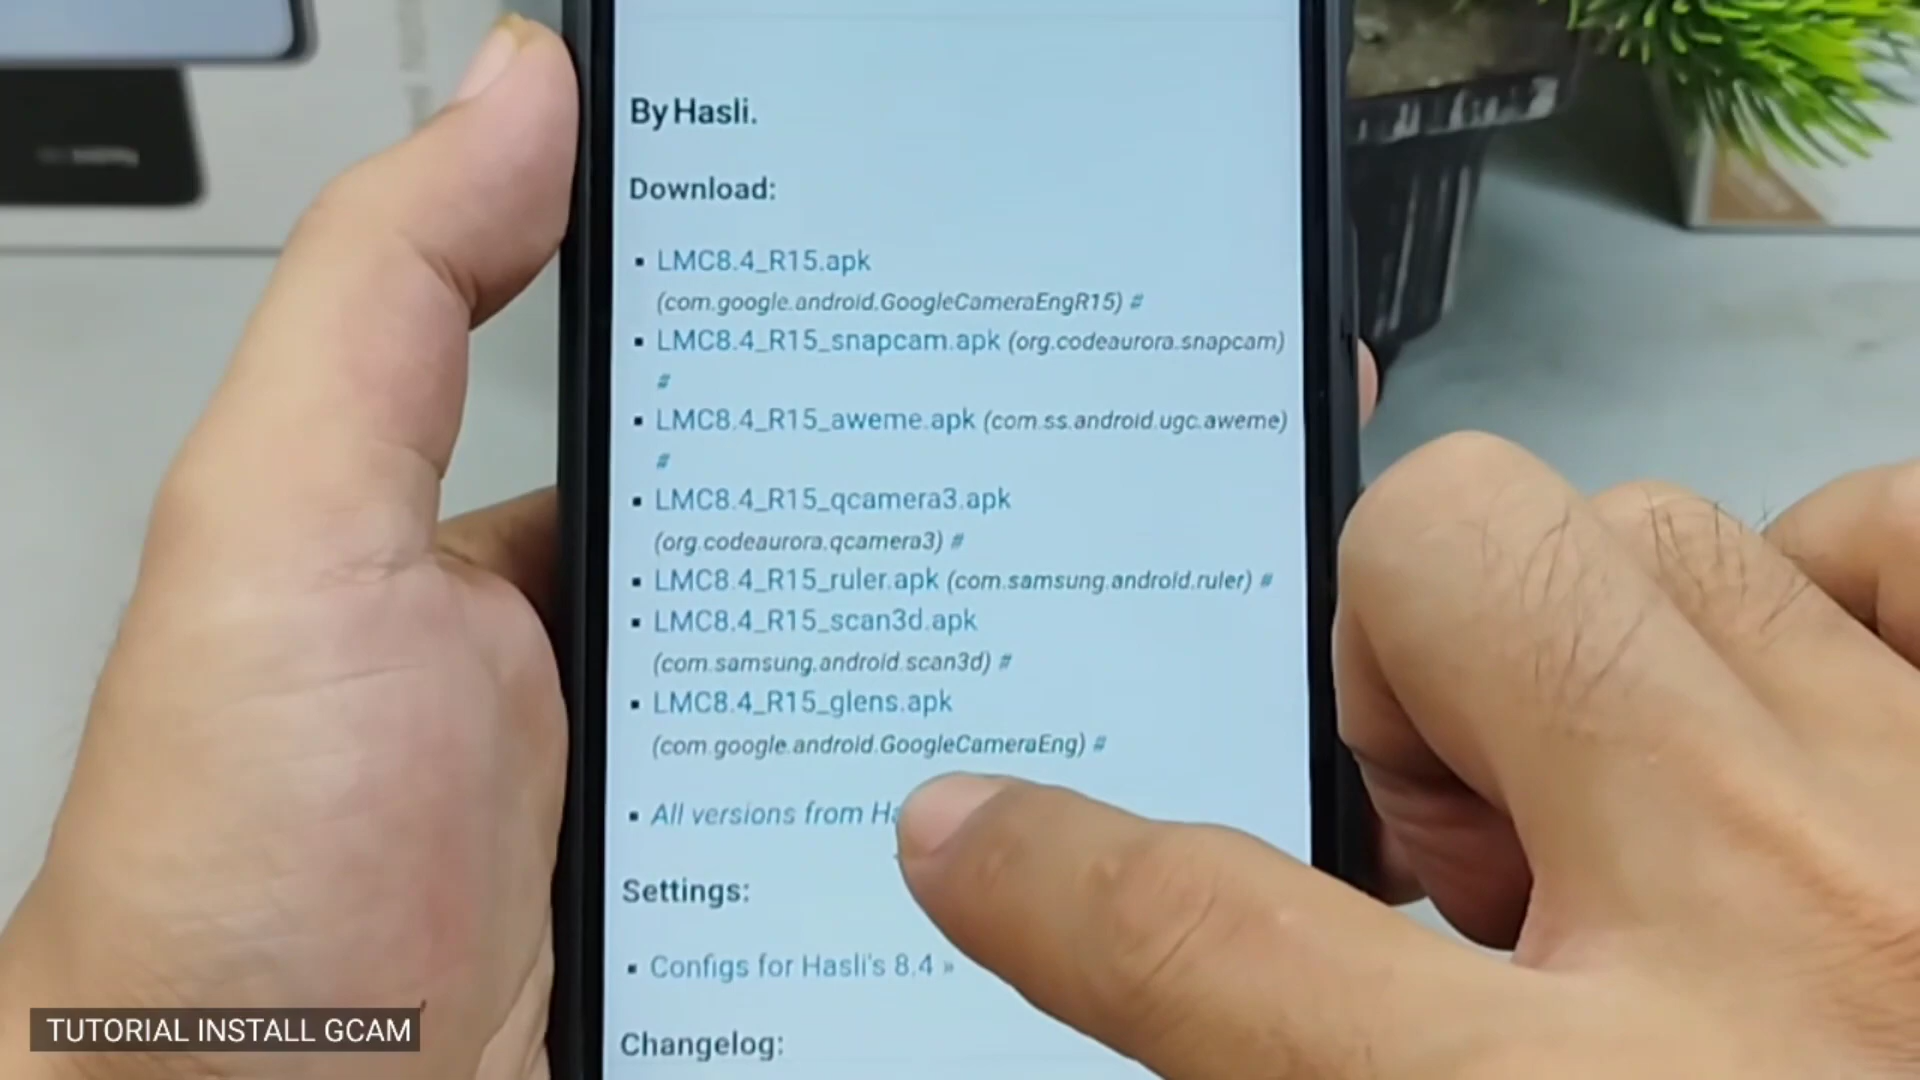 By Hasli.
Download:
▪ LMC8.4_R15.apk
(com.google.android.GoogleCameraEngR15) #
▪ LMC8.4_R15_snapcam.apk (org.codeaurora.snapcam)
#
▪ LMC8.4_R15_aweme.apk (com.ss.android.ugc.aweme)
#
▪ LMC8.4_R15_qcamera3.apk
(org.codeaurora.qcamera3) #
▪ LMC8.4_R15_ruler.apk (com.samsung.android.ruler) #
▪ LMC8.4_R15_scan3d.apk
(com.samsung.android.scan3d) #
▪ LMC8.4_R15_glens.apk
(com.google.android.GoogleCameraEng) #
▪ All versions from
Settings:
▪ Configs for Hasli's 8.4 »
Changelog:
TUTORIAL INSTALL GCAM